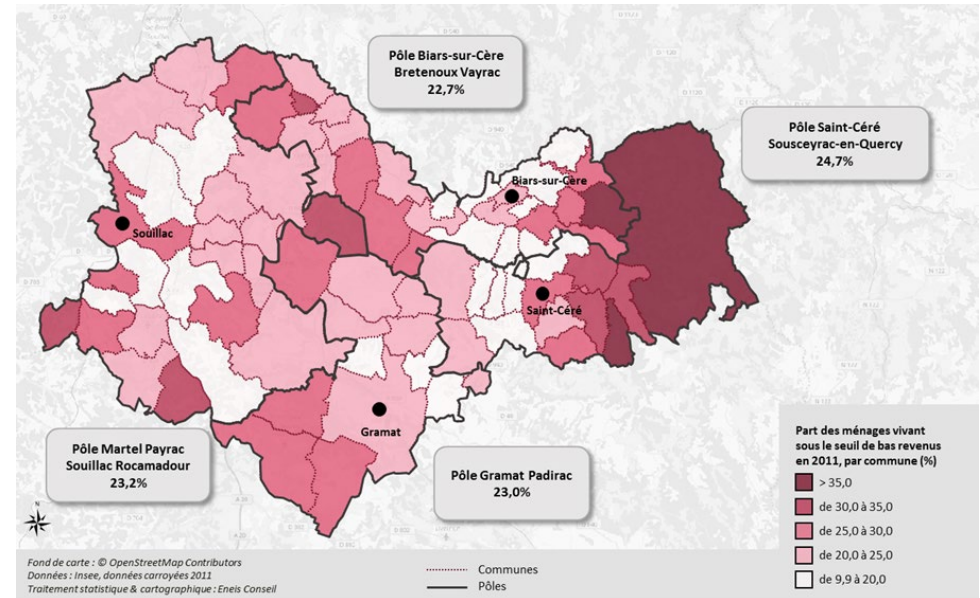 Pôle Biars-sur-Cère
Bretenoux Vayrac
22,7%
Pôle Saint-Céré
Sousceyrac-en-Quercy
24,7%
Biars-sur-Cère
Souillac
Saint-Céré
Gramat
Pôle Martel Payrac
Souillac Rocamadour
23,2%
Pôle Gramat Padirac
23,0%
Part des ménages vivant
sous le seuil de bas revenus
en 2011, par commune (%)
> 35,0
de 30,0 à 35,0
de 25,0 à 30,0
de 20,0 à 25,0
de 9,9 à 20,0
N
Fond de carte : © OpenStreetMap Contributors
Données : Insee, données carroyées 2011
Traitement statistique & cartographique : Eneis Conseil
Communes
Pôles